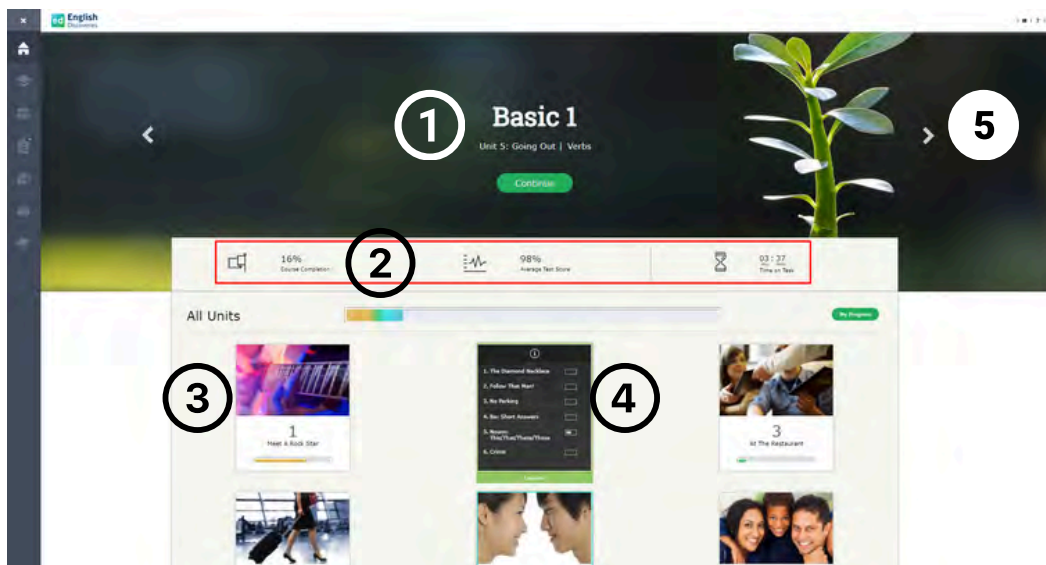 ed English
Discoveries
1
Basic 1
5
Unit 5: Going Out | Verbs
Continue
2
16%
Course Completion
98%
Average Test Score
03 : 37
Time on Task
All Units
My Progress
3
1
Meet A Rock Star
4
1. The Diamond Necklace
2. Follow That Man!
3. No Parking
4. Bac Short Answers
5. Nouns:
This/That/These/Those
6. Crime
3
At The Restaurant